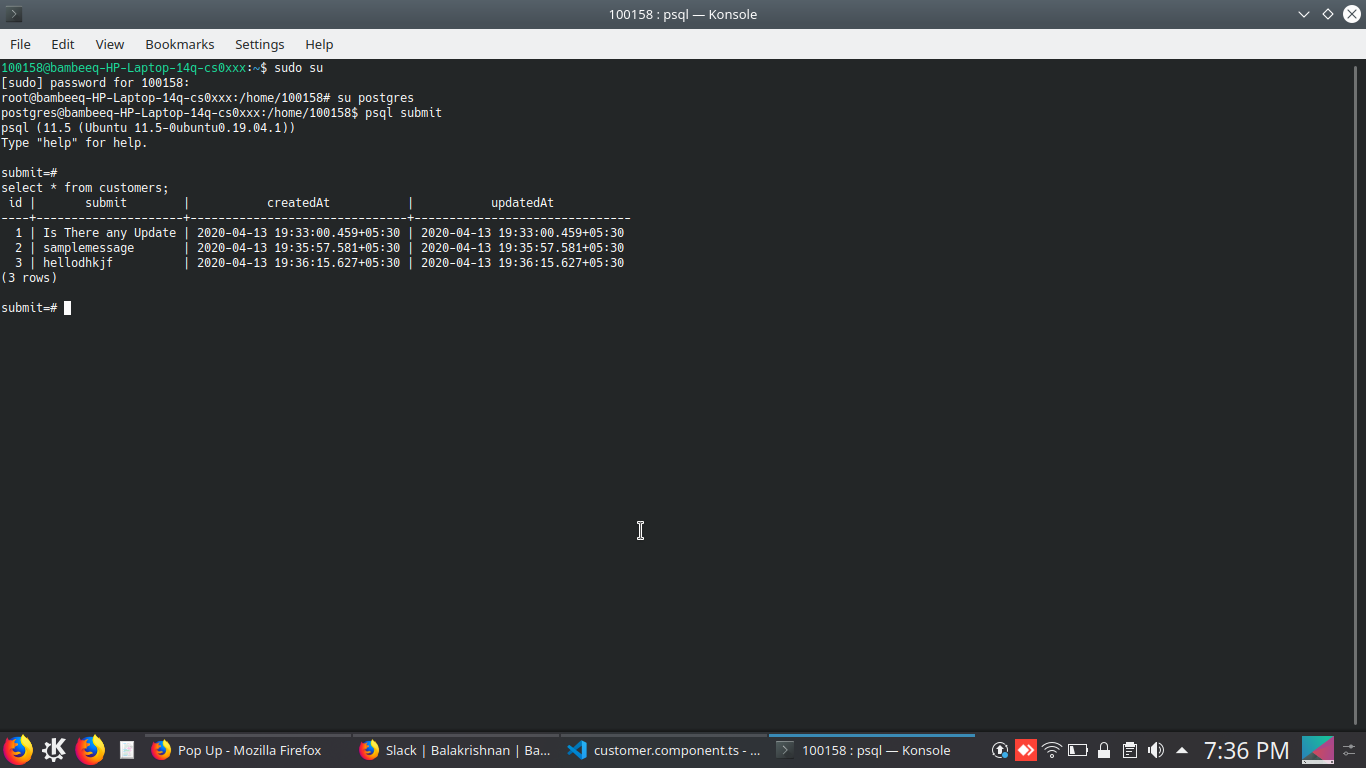 100158 : psql — Konsole
File Edit View Bookmarks Settings Help
100158@bambeeq-HP-Laptop-14q-cs0xxx:~$ sudo su
[sudo] password for 100158:
root@bambeeq-HP-Laptop-14q-cs0xxx:/home/100158# su postgres
postgres@bambeeq-HP-Laptop-14q-cs0xxx:/home/100158$ psql submit
psql (11.5 (Ubuntu 11.5-0ubuntu0.19.04.1))
Type "help" for help.
submit=#
select * from customers;
 id |       submit        |           createdAt           |           updatedAt
----+---------------------+-------------------------------+-------------------------------
  1 | Is There any Update | 2020-04-13 19:33:00.459+05:30 | 2020-04-13 19:33:00.459+05:30
  2 | samplemessage       | 2020-04-13 19:35:57.581+05:30 | 2020-04-13 19:35:57.581+05:30
  3 | hellodhkjf          | 2020-04-13 19:36:15.627+05:30 | 2020-04-13 19:36:15.627+05:30
(3 rows)
submit=#
Pop Up - Mozilla Firefox Slack | Balakrishnan | Ba... customer.component.ts - ... 100158 : psql — Konsole 7:36 PM